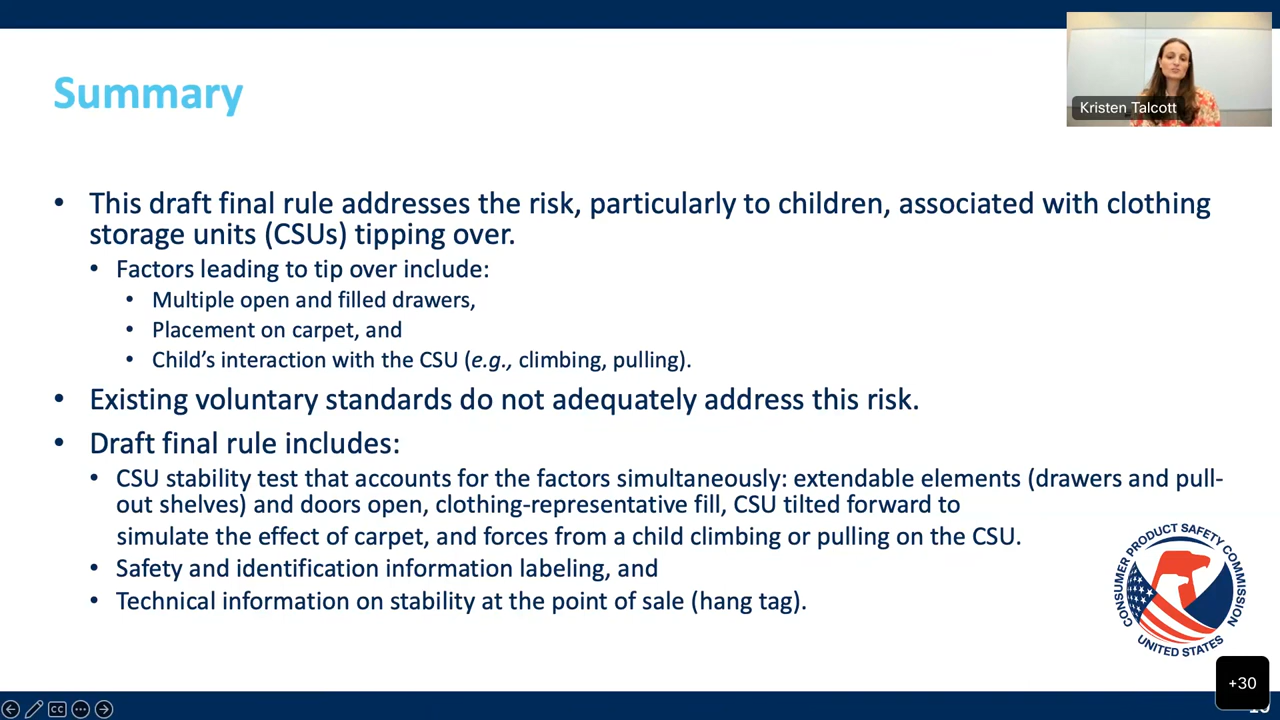 Summary
Kristen Talcott
• This draft final rule addresses the risk, particularly to children, associated with clothing
storage units (CSUs) tipping over.
• Factors leading to tip over include:
• Multiple open and filled drawers,
• Placement on carpet, and
• Child’s interaction with the CSU (e.g., climbing, pulling).
• Existing voluntary standards do not adequately address this risk.
• Draft final rule includes:
• CSU stability test that accounts for the factors simultaneously: extendable elements (drawers and pull-
out shelves) and doors open, clothing-representative fill, CSU tilted forward to
simulate the effect of carpet, and forces from a child climbing or pulling on the CSU.
• Safety and identification information labeling, and
• Technical information on stability at the point of sale (hang tag).
CONSUMER PRODUCT SAFETY COMMISSION
UNITED STATES
+30
CC